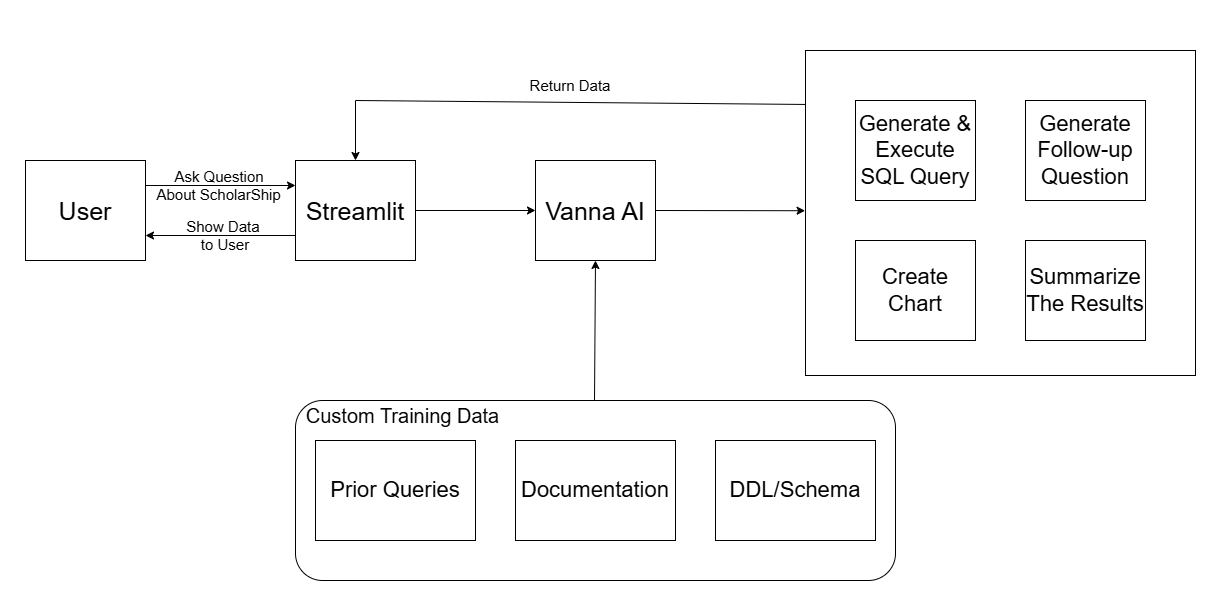 Return Data
Generate &
Execute
SQL Query
Generate
Follow-up
Question
User
Ask Question
About ScholarShip
Show Data
to User
Streamlit
Vanna AI
Create
Chart
Summarize
The Results
Custom Training Data
Prior Queries
Documentation
DDL/Schema